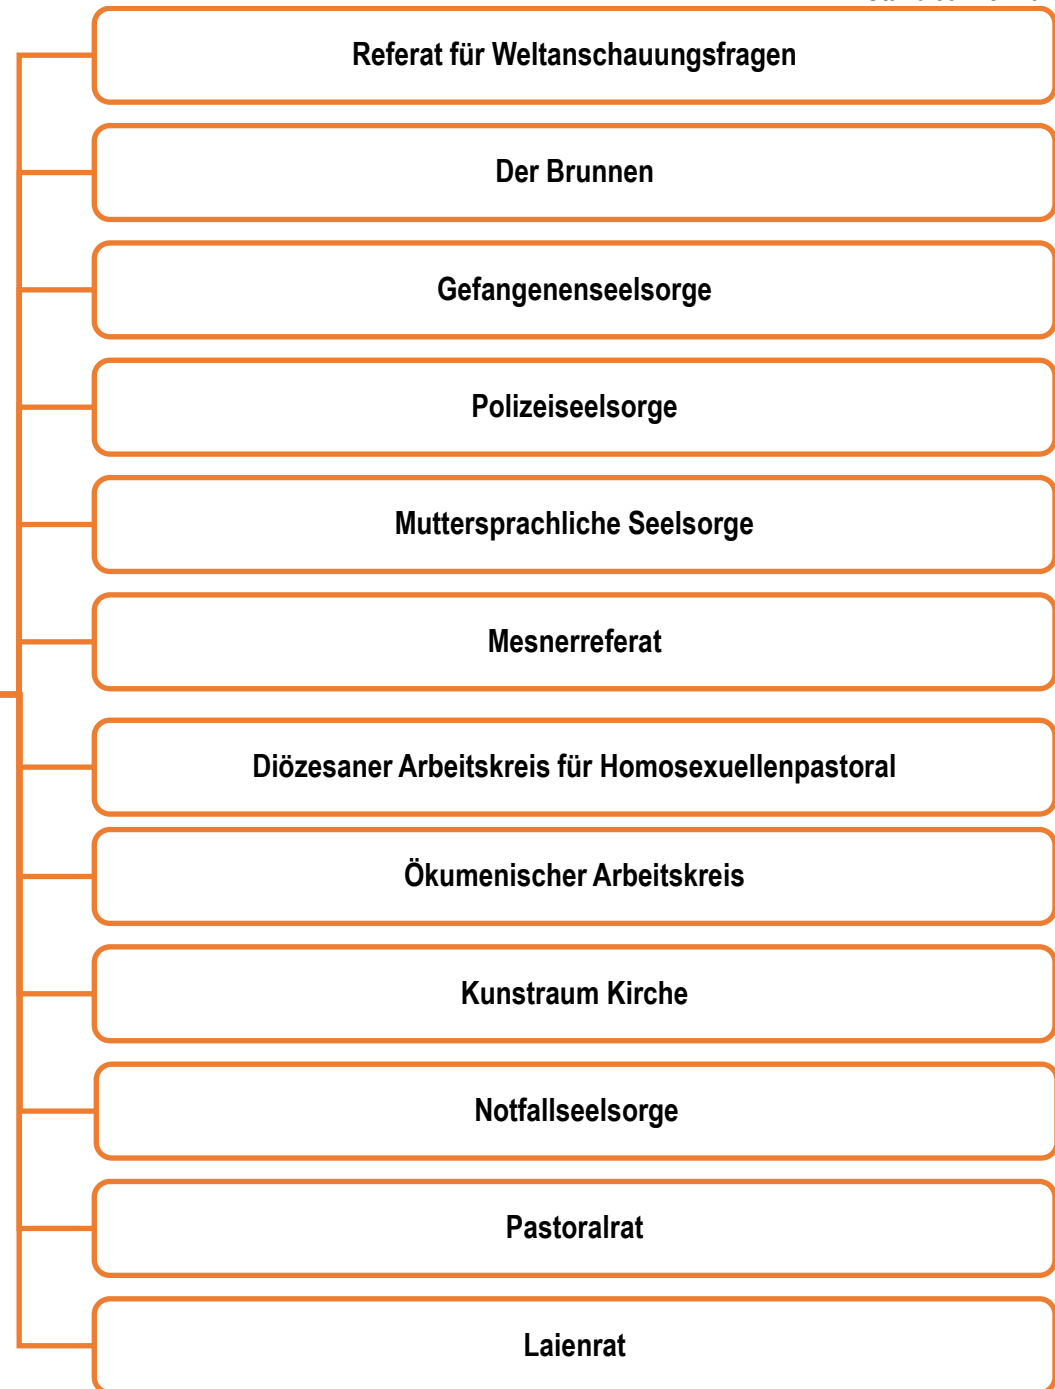 Referat für Weltanschauungsfragen
Der Brunnen
Gefangenenseelsorge
Polizeiseelsorge
Muttersprachliche Seelsorge
Mesnerreferat
Diözesaner Arbeitskreis für Homosexuellenpastoral
Ökumenischer Arbeitskreis
Kunstraum Kirche
Notfallseelsorge
Pastoralrat
Laienrat